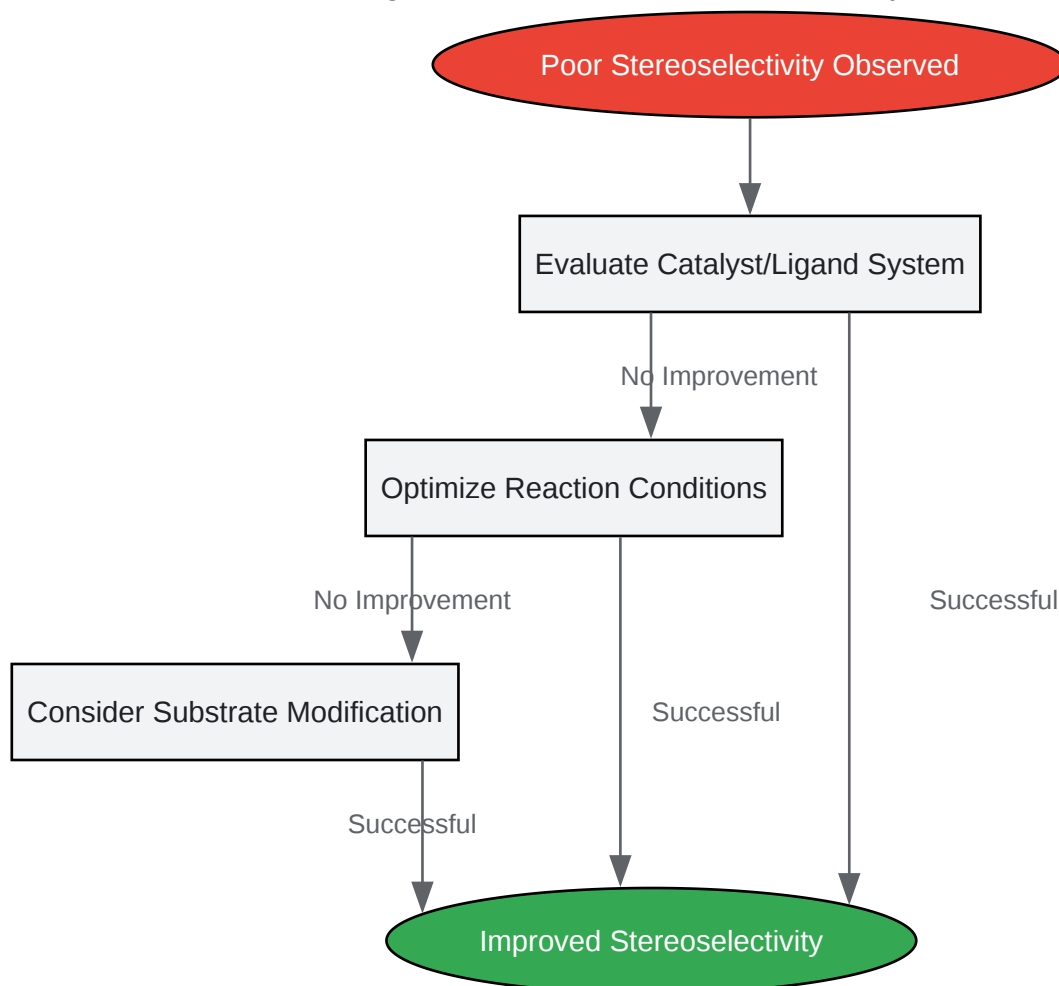 Poor Stereoselectivity Observed
Evaluate Catalyst/Ligand System
No Improvement
Optimize Reaction Conditions
No Improvement
Successful
Consider Substrate Modification
Successful
Successful
Improved Stereoselectivity